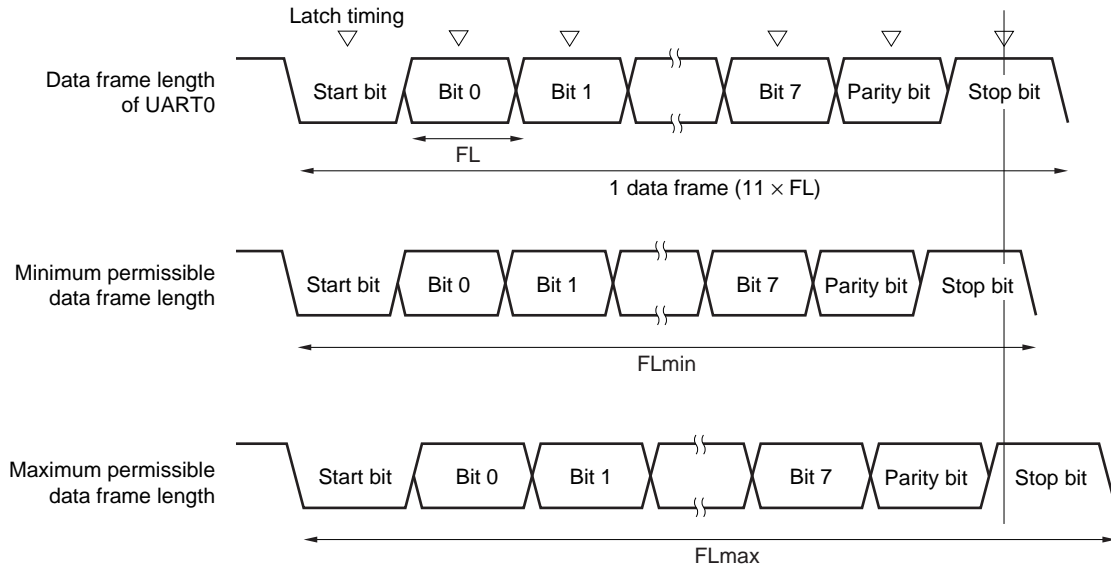 Latch timing
Data frame length
of UART0
Start bit
Bit 0
Bit 1
Bit 7
Parity bit
Stop bit
FL
1 data frame (11 × FL)
Minimum permissible
data frame length
Start bit
Bit 0
Bit 1
Bit 7
Parity bit
Stop bit
FLmin
Maximum permissible
data frame length
Start bit
Bit 0
Bit 1
Bit 7
Parity bit
Stop bit
FLmax